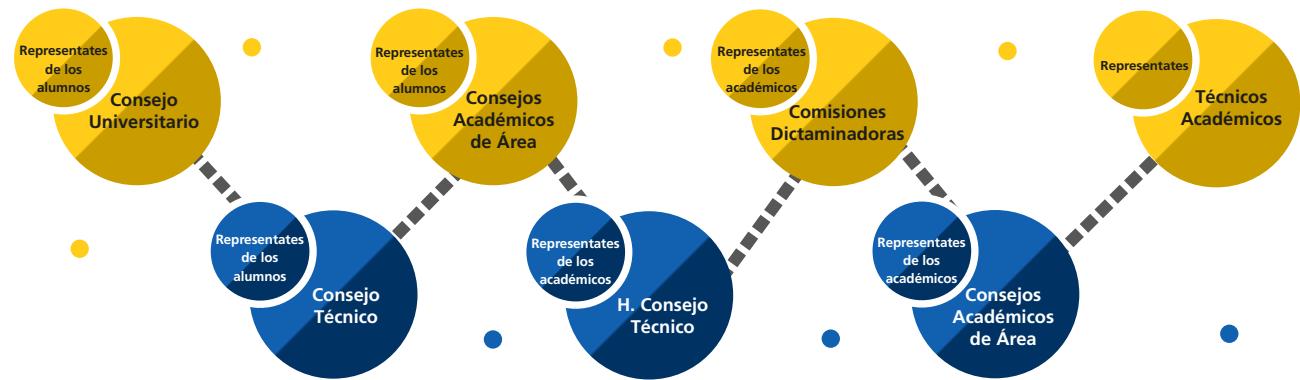 Representates
de los
alumnos
Consejo
Universitario
Representates
de los
alumnos
Consejo
Técnico
Representates
de los
alumnos
Consejos
Académicos
de Área
Representates
de los
académicos
H. Consejo
Técnico
Representates
de los
académicos
Comisiones
Dictaminadoras
Representates
de los
académicos
Consejos
Académicos
de Área
Representates
Técnicos
Académicos